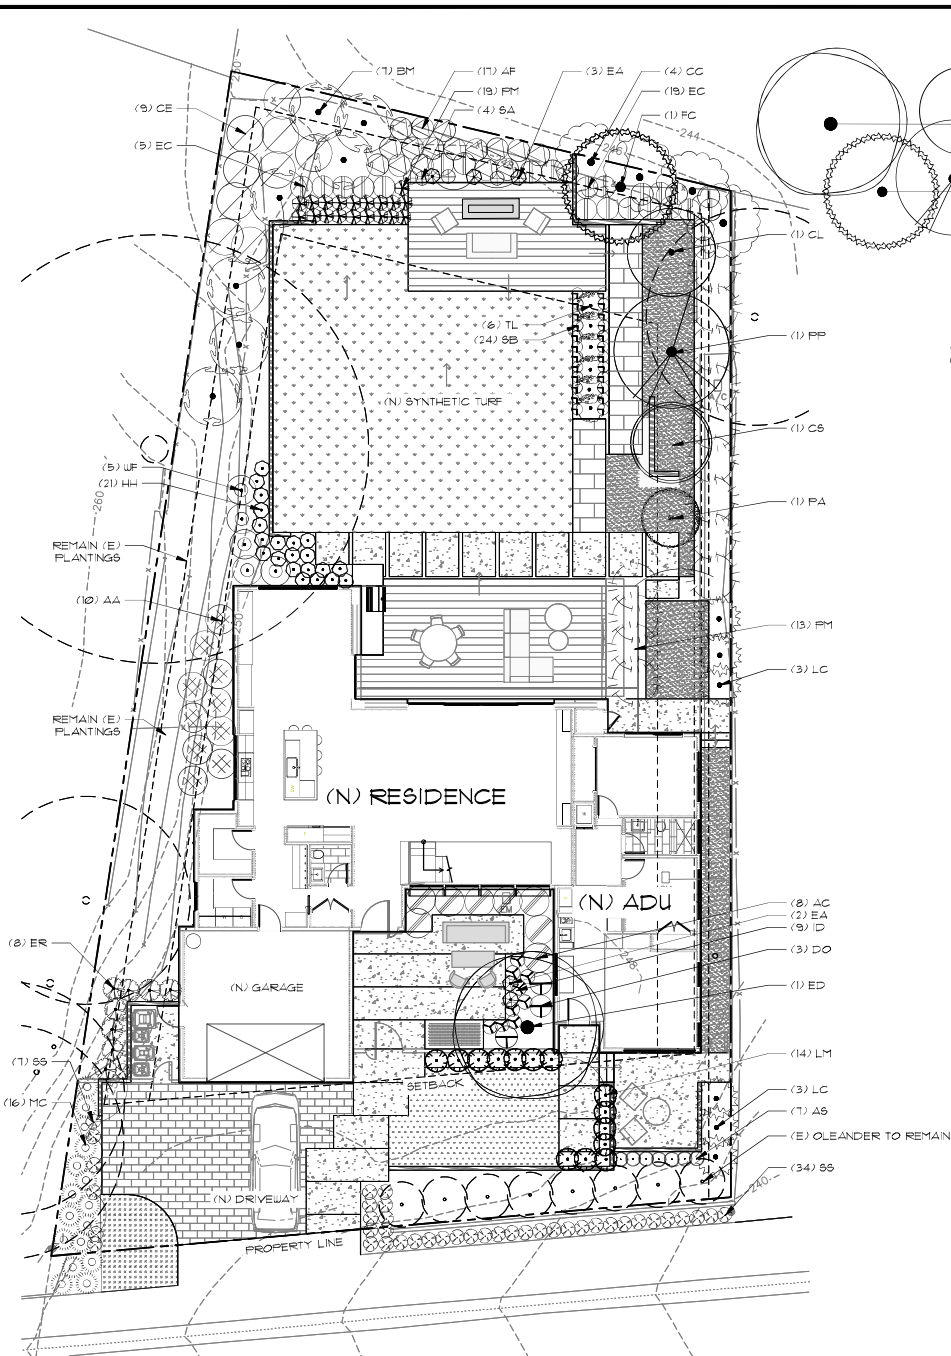 (7) BM
(17) AF
(19) PM
(4) SA
(3) EA
(4) CC
(19) EC
(1) FC
(9) CE
(5) EC
250
246
244
(1) CL
(6) TL
(24) SB
(1) PP
A/C
(N) SYNTHETIC TURF
(1) CS
(5) WF
(21) HH
260
(1) PA
REMAIN (E)
PLANTINGS
(10) AA
250
(13) PM
(3) LC
REMAIN (E)
PLANTINGS
(N) RESIDENCE
(N) ADU
EM
(8) AC
(2) EA
(9) ID
(3) DO
(8) ER
248
(N) GARAGE
(1) ED
(7) SS
(14) LM
SETBACK
(16) MC
(3) LC
(7) AS
(E) OLEANDER TO REMAIN
(34) SS
240
(N) DRIVEWAY
PROPERTY LINE